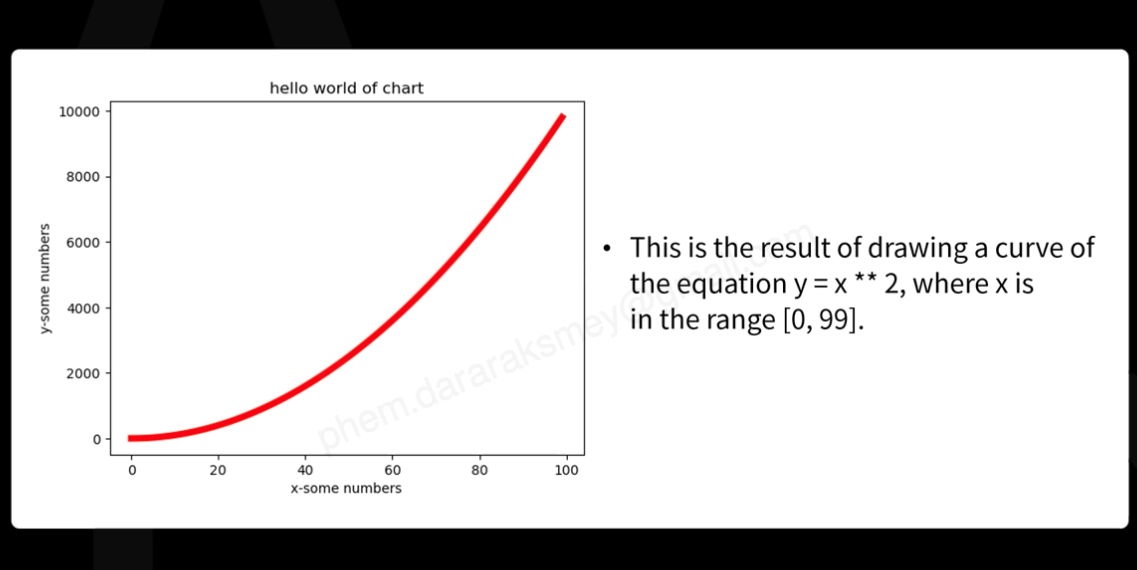 hello world of chart
10000
8000
6000
4000
2000
0
y-some numbers
0 20 40 60 80 100
x-some numbers
• This is the result of drawing a curve of
the equation y = x ** 2, where x is
in the range [0, 99].
phem.dararaksmey@gmail.com